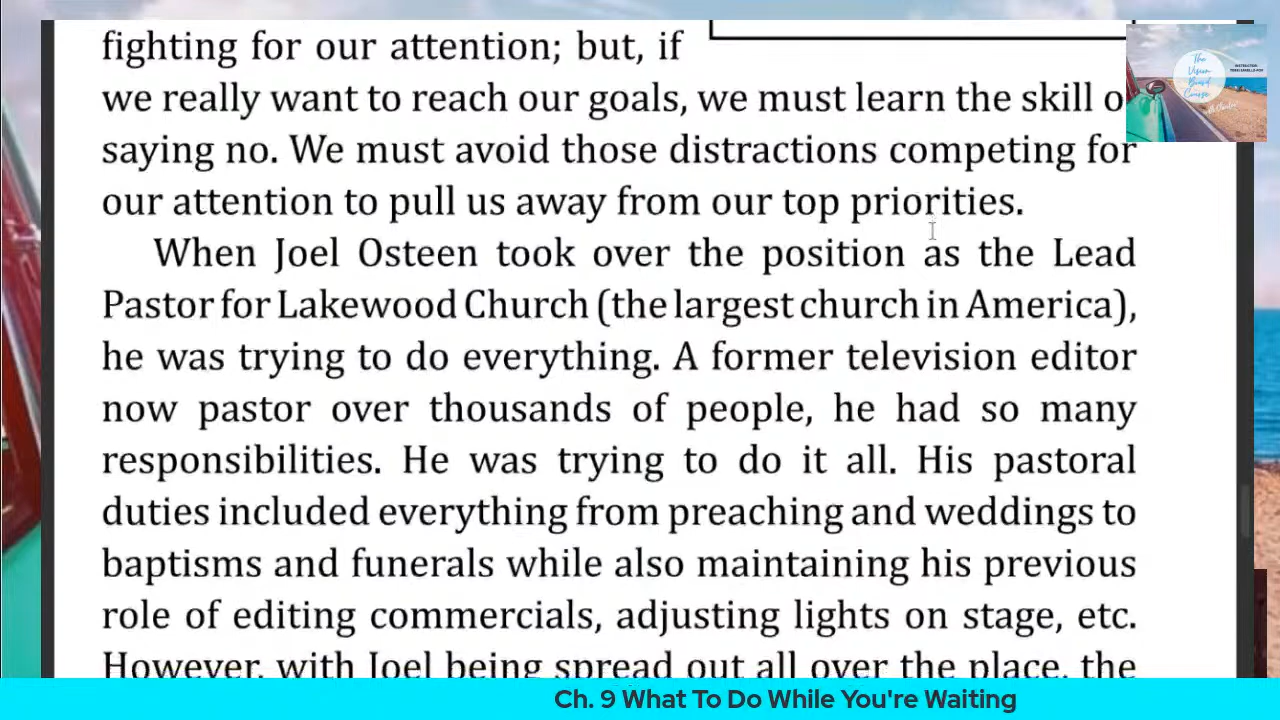 fighting for our attention; but, if
we really want to reach our goals, we must learn the skill o
saying no. We must avoid those distractions competing for
our attention to pull us away from our top priorities.
When Joel Osteen took over the position as the Lead
Pastor for Lakewood Church (the largest church in America),
he was trying to do everything. A former television editor
now pastor over thousands of people, he had so many
responsibilities. He was trying to do it all. His pastoral
duties included everything from preaching and weddings to
baptisms and funerals while also maintaining his previous
role of editing commercials, adjusting lights on stage, etc.
However, with Joel being spread out all over the place, the
The
Vision
Board
Course
Ch. 9 What To Do While You're Waiting